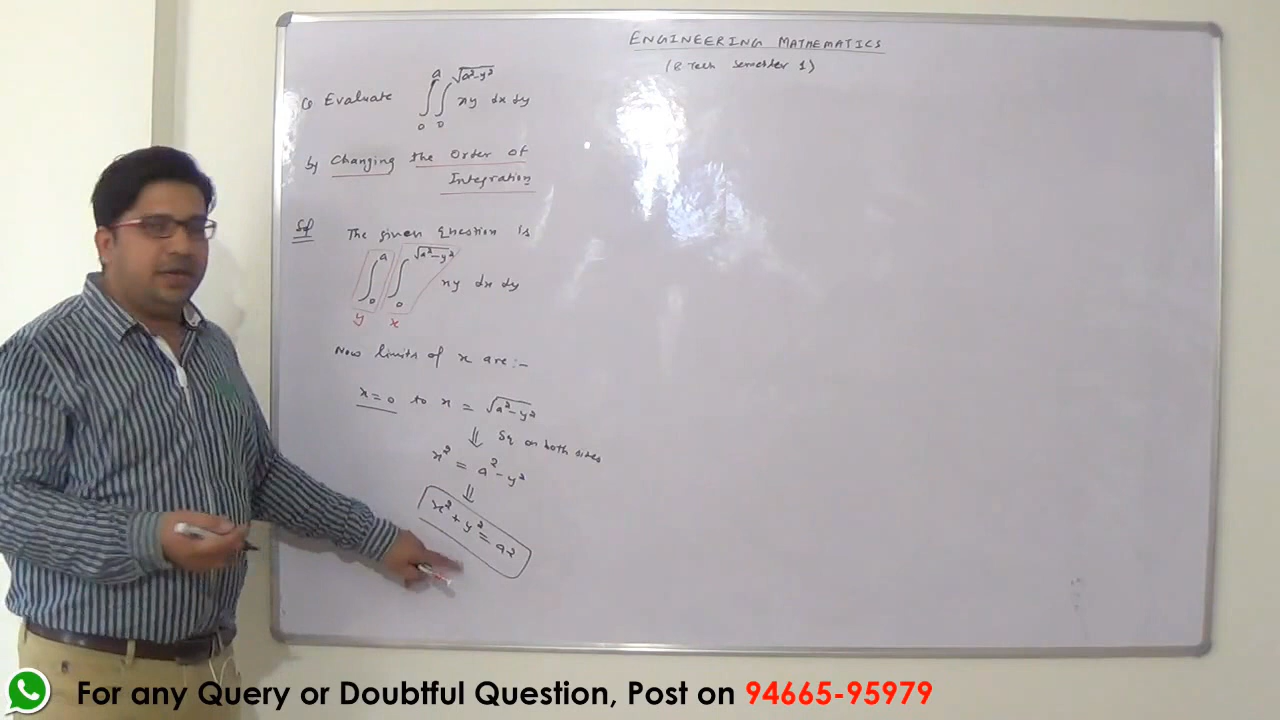 ENGINEERING MATHEMATICS
(B Tech Semester 1)
Q Evaluate ∫₀ᵃ ∫₀^√(a²-y²) xy dx dy
by Changing the Order of
Integration
Sol The given Question is
∫₀ᵃ ∫₀^√(a²-y²) xy dx dy
y x
Now limits of x are:-
x = 0 to x = √(a²-y²)
⇓ Sq on both sides
x² = a²-y²
⇓
x² + y² = a²
For any Query or Doubtful Question, Post on 94665-95979